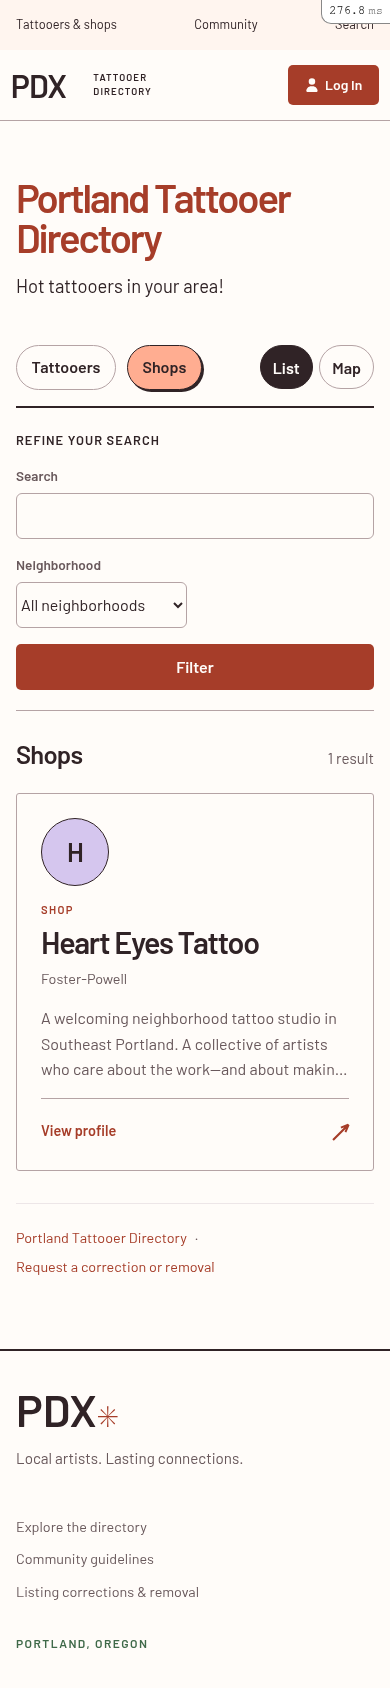 276.8 ms
Tattooers & shops
Community
Search
PDX
TATTOOER
DIRECTORY
Log In
Portland Tattooer
Directory
Hot tattooers in your area!
Tattooers
Shops
List
Map
REFINE YOUR SEARCH
Search
Neighborhood
All neighborhoods
Filter
Shops
1 result
H
SHOP
Heart Eyes Tattoo
Foster-Powell
A welcoming neighborhood tattoo studio in
Southeast Portland. A collective of artists
who care about the work—and about makin...
View profile
Portland Tattooer Directory ·
Request a correction or removal
PDX
Local artists. Lasting connections.
Explore the directory
Community guidelines
Listing corrections & removal
PORTLAND, OREGON